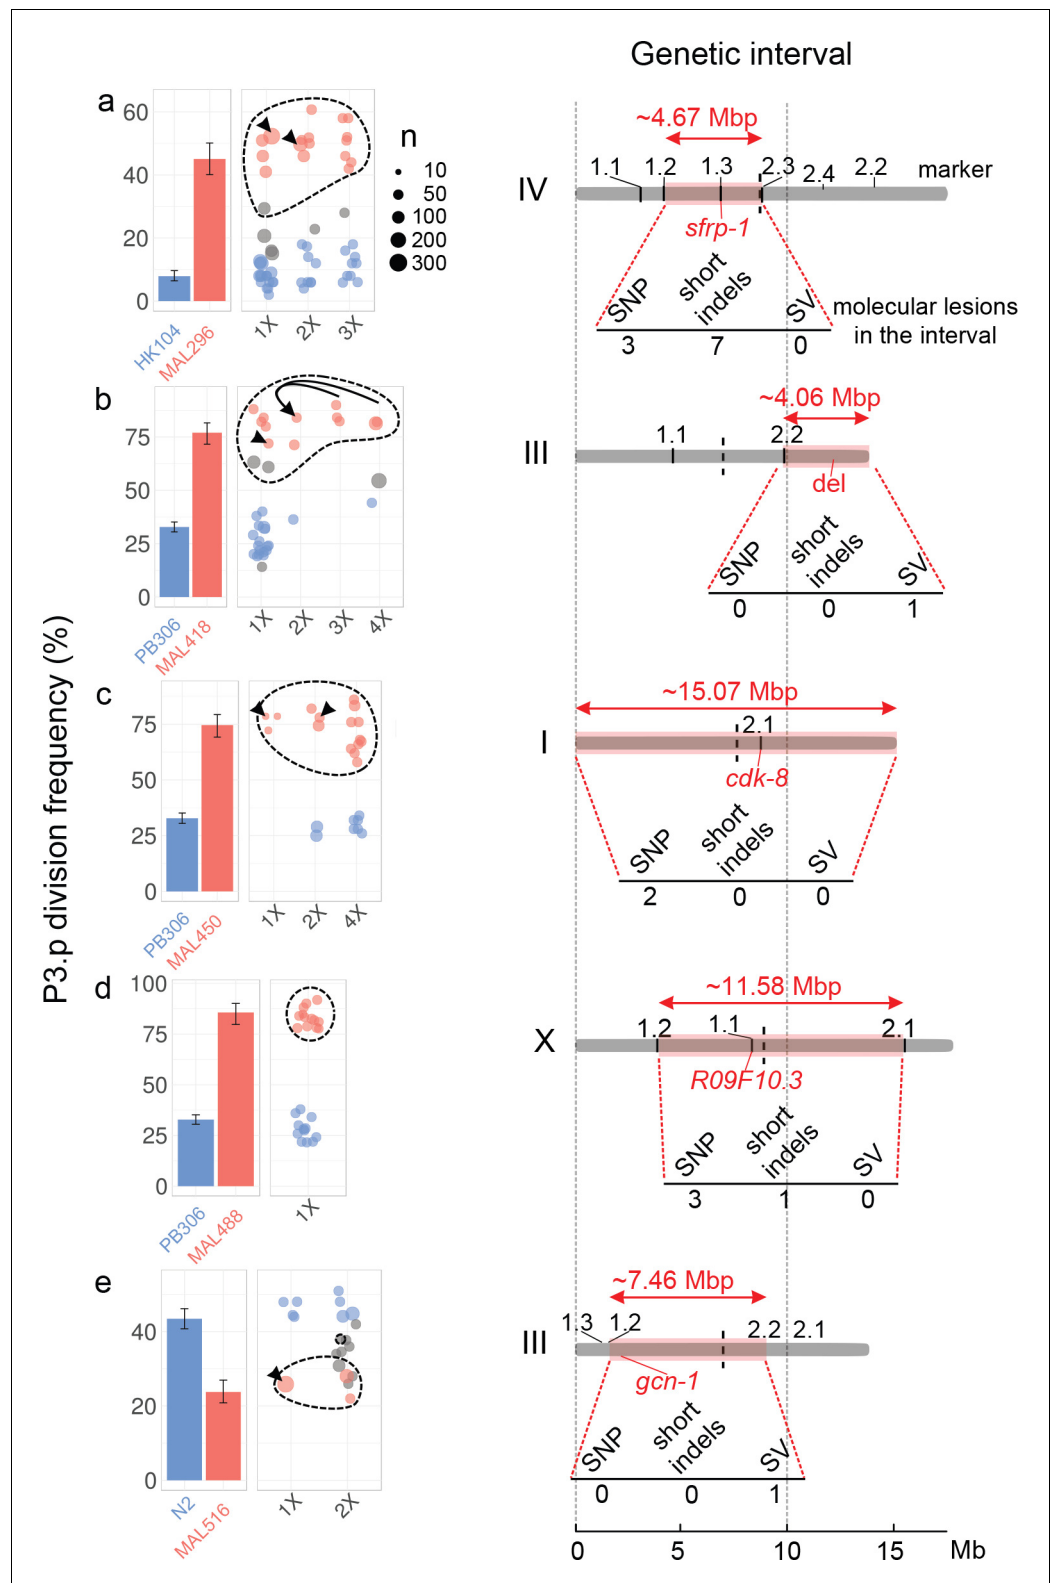 Genetic interval
P3.p division frequency (%)
a
60
40
20
0
HK104
MAL296
1X
2X
3X
n
10
50
100
200
300
IV
~4.67 Mbp
1.1
1.2
1.3
2.3
2.4
2.2
marker
sfrp-1
SNP
short
indels
SV
molecular lesions
in the interval
3
7
0
b
75
50
25
0
PB306
MAL418
1X
2X
3X
4X
III
~4.06 Mbp
1.1
2.2
del
SNP
short
indels
SV
0
0
1
c
75
50
25
0
PB306
MAL450
1X
2X
4X
I
~15.07 Mbp
2.1
cdk-8
SNP
short
indels
SV
2
0
0
d
100
75
50
25
0
PB306
MAL488
1X
X
~11.58 Mbp
1.2
1.1
2.1
R09F10.3
SNP
short
indels
SV
3
1
0
e
40
20
0
N2
MAL516
1X
2X
III
~7.46 Mbp
1.3
1.2
2.2
2.1
gcn-1
SNP
short
indels
SV
0
0
1
0
5
10
15
Mb